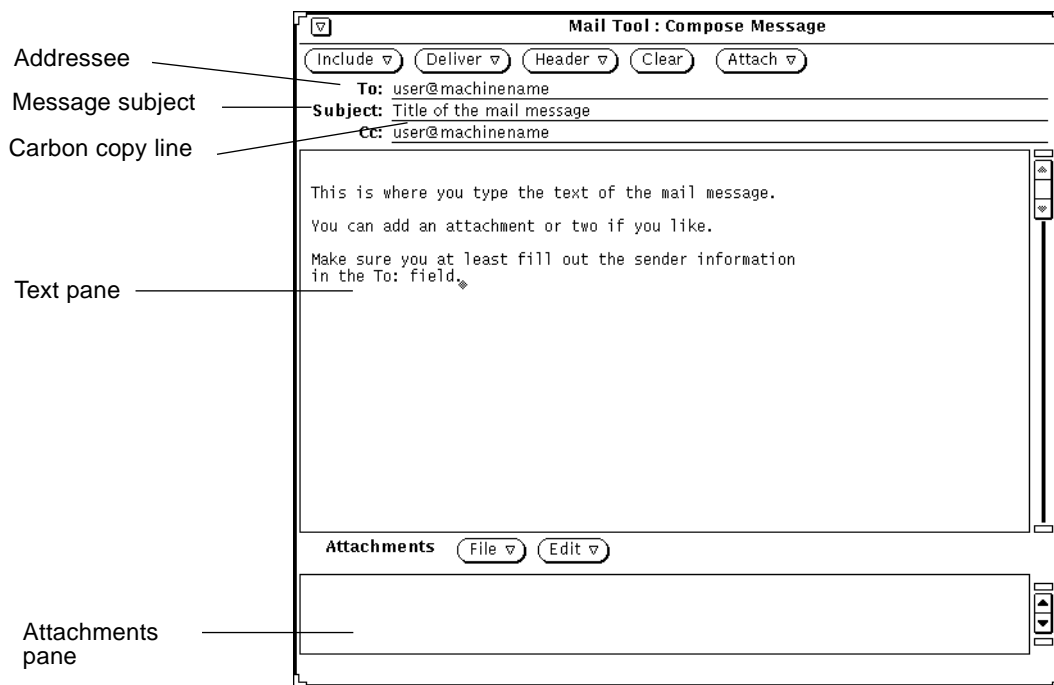 Mail Tool : Compose Message
Include Deliver Header Clear Attach
Addressee
To: user@machinename
Message subject
Subject: Title of the mail message
Carbon copy line
Cc: user@machinename
This is where you type the text of the mail message.
You can add an attachment or two if you like.
Make sure you at least fill out the sender information
in the To: field.
Text pane
Attachments File Edit
Attachments
pane